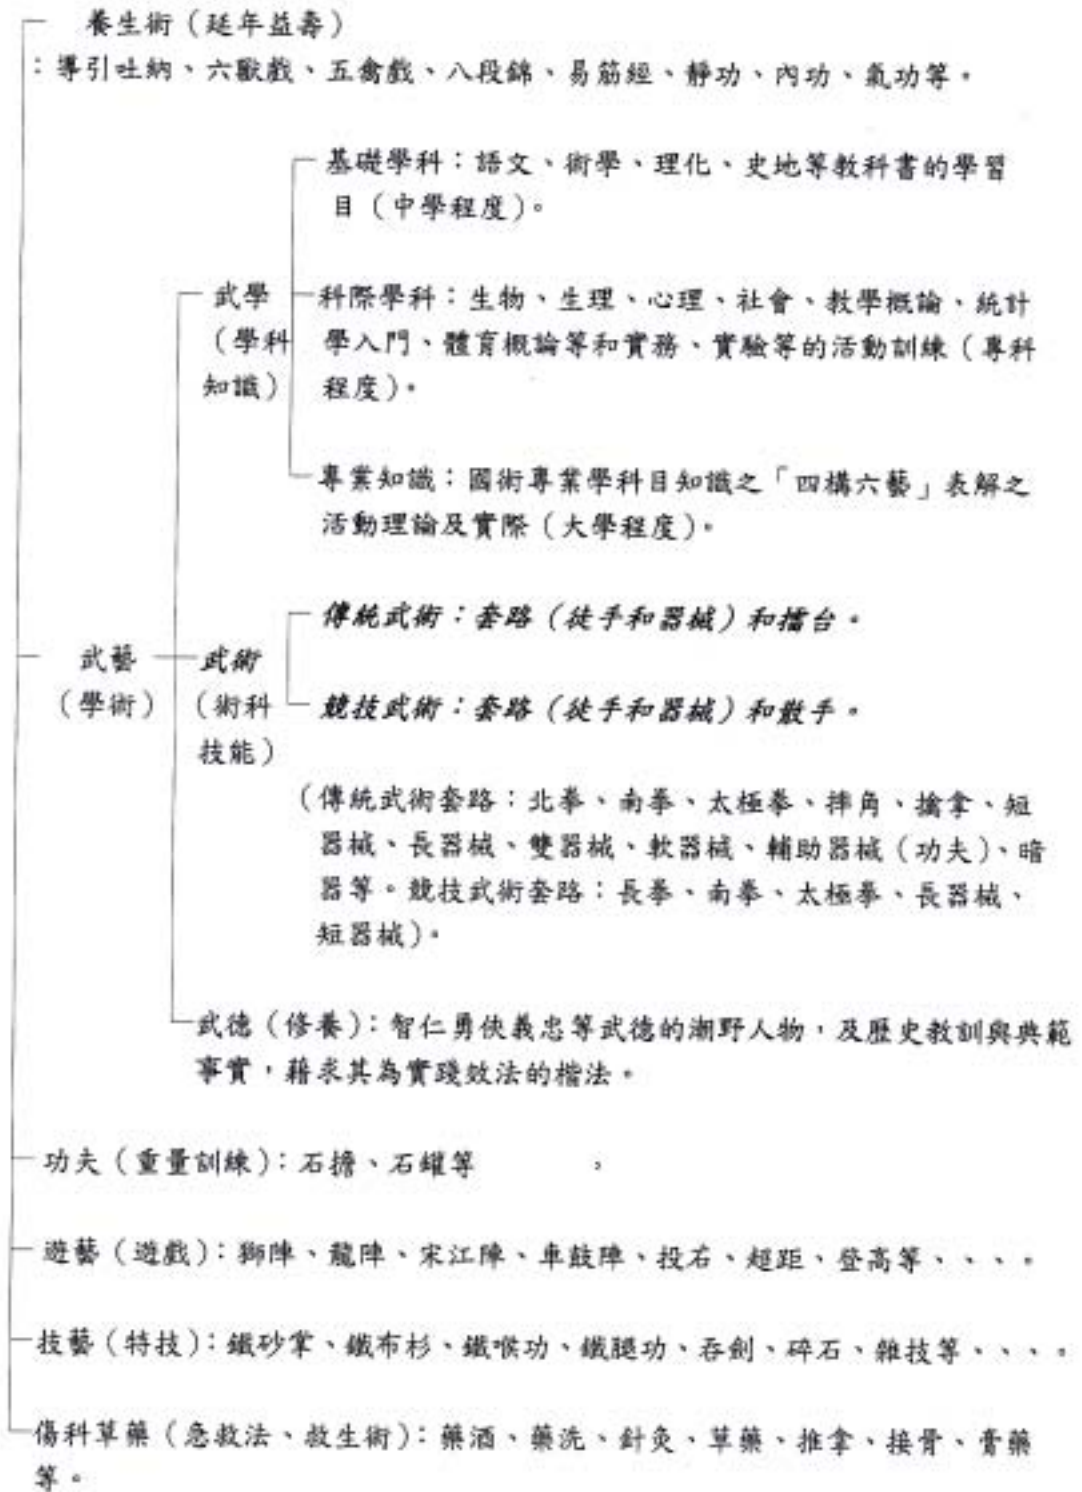 養生術（延年益壽）
：導引吐納、六獸戲、五禽戲、八段錦、易筋經、靜功、內功、氣功等。
基礎學科：語文、術學、理化、史地等教科書的學習
目（中學程度）。
武學
（學科
知識）
科際學科：生物、生理、心理、社會、教學概論、統計
學入門、體育概論等和實務、實驗等的活動訓練（專科
程度）。
專業知識：國術專業學科目知識之「四構六藝」表解之
活動理論及實際（大學程度）。
傳統武術：套路（徒手和器械）和擂台。
武藝
（學術）
武術
（術科
技能）
競技武術：套路（徒手和器械）和散手。
（傳統武術套路：北拳、南拳、太極拳、摔角、擒拿、短
器械、長器械、雙器械、軟器械、輔助器械（功夫）、暗
器等。競技武術套路：長拳、南拳、太極拳、長器械、
短器械）。
武德（修養）：智仁勇俠義忠等武德的潮野人物，及歷史教訓與典範
事實，藉求其為實踐效法的楷法。
功夫（重量訓練）：石擔、石鎖等
遊藝（遊戲）：獅陣、龍陣、宋江陣、車鼓陣、投石、超距、登高等、、、。
技藝（特技）：鐵砂掌、鐵布杉、鐵喉功、鐵腿功、吞劍、碎石、雜技等、、、。
傷科草藥（急救法、救生術）：藥酒、藥洗、針灸、草藥、推拿、接骨、膏藥
等。